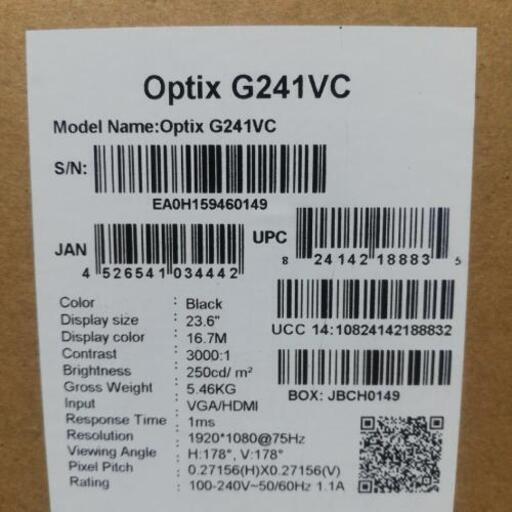 Optix G241VC
Model Name:Optix G241VC
S/N:
EA0H159460149
JAN
4 526541 034442
UPC
8 24142 18883 5
UCC 14:10824142188832
BOX: JBCH0149
Color : Black
Display size : 23.6"
Display color : 16.7M
Contrast : 3000:1
Brightness : 250cd/ m²
Gross Weight : 5.46KG
Input : VGA/HDMI
Response Time : 1ms
Resolution : 1920*1080@75Hz
Viewing Angle : H:178°, V:178°
Pixel Pitch : 0.27156(H)X0.27156(V)
Rating : 100-240V~50/60Hz 1.1A